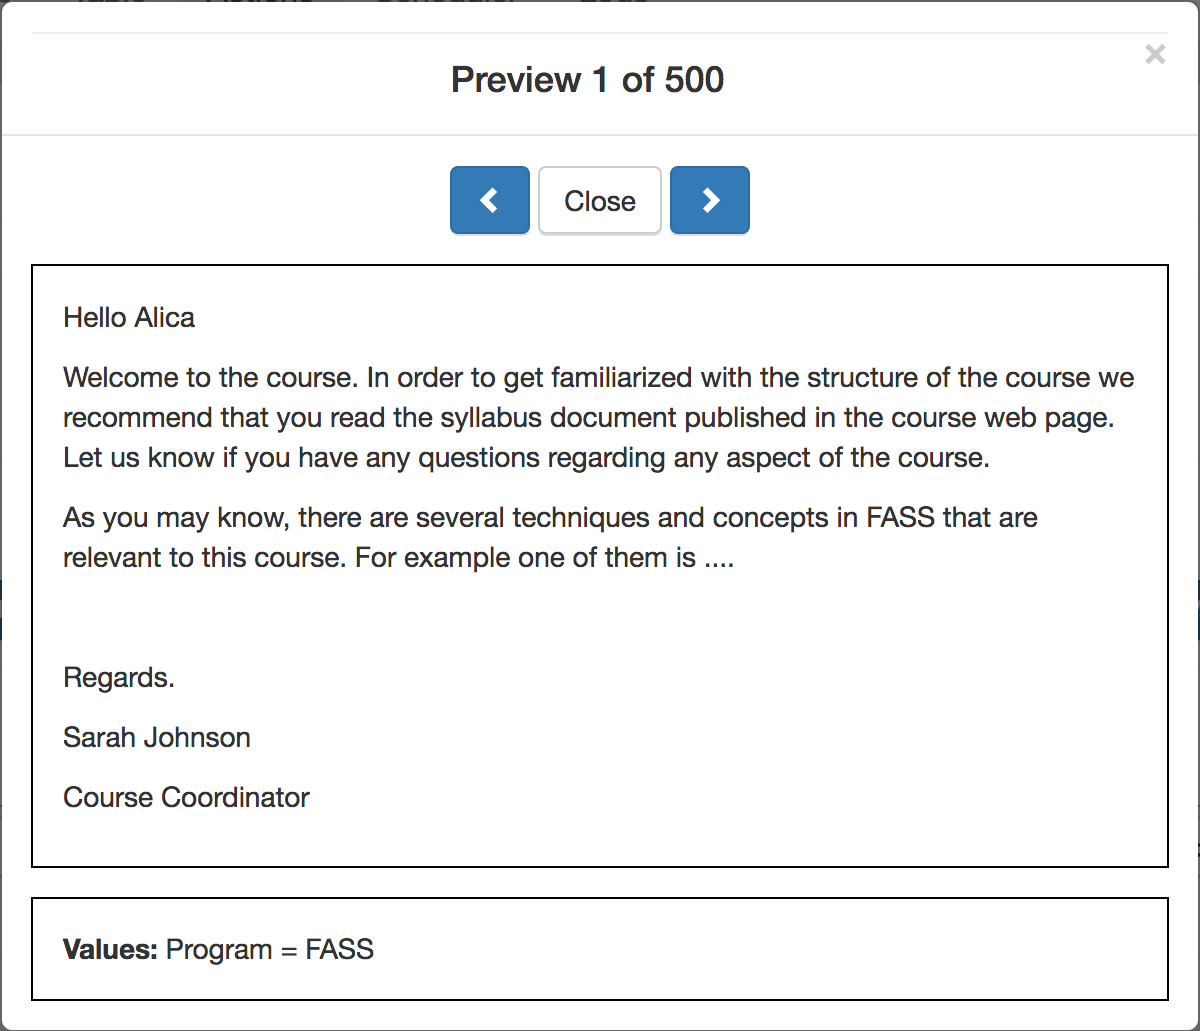 Preview 1 of 500
×
Close
Hello Alica
Welcome to the course. In order to get familiarized with the structure of the course we
recommend that you read the syllabus document published in the course web page.
Let us know if you have any questions regarding any aspect of the course.
As you may know, there are several techniques and concepts in FASS that are
relevant to this course. For example one of them is ....
Regards.
Sarah Johnson
Course Coordinator
Values: Program = FASS